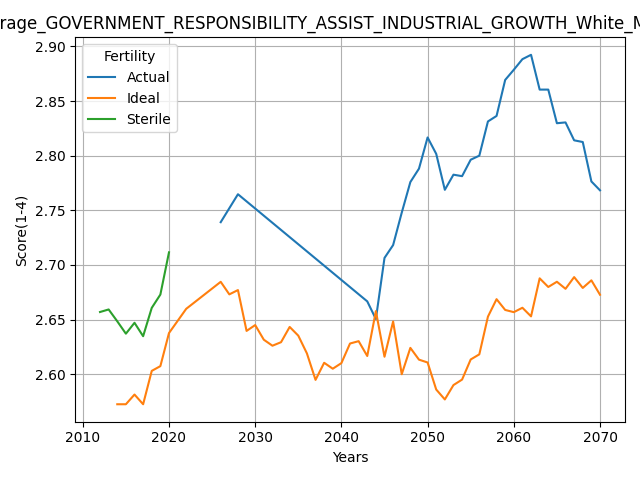 rage_GOVERNMENT_RESPONSIBILITY_ASSIST_INDUSTRIAL_GROWTH_White_M
Fertility
Actual
Ideal
Sterile
2.90
2.85
2.80
2.75
2.70
2.65
2.60
Score(1-4)
2010 2020 2030 2040 2050 2060 2070
Years